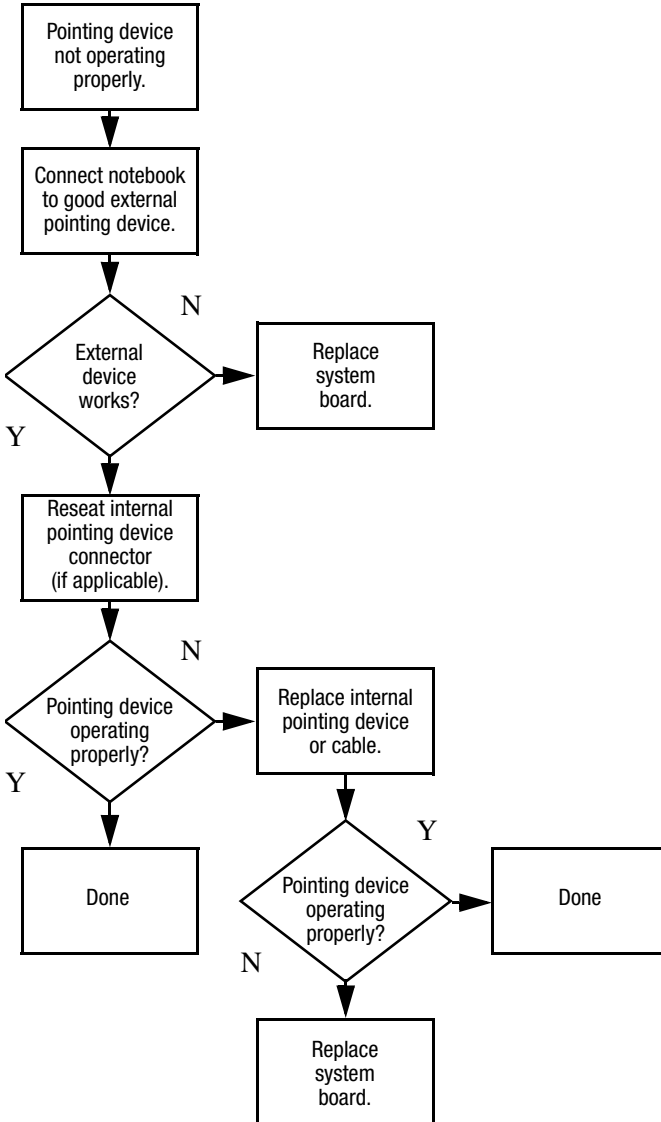 Pointing device
not operating
properly.
Connect notebook
to good external
pointing device.
N
External
device
works?
Replace
system
board.
Y
Reseat internal
pointing device
connector
(if applicable).
N
Pointing device
operating
properly?
Replace internal
pointing device
or cable.
Y
Y
Done
Pointing device
operating
properly?
Done
N
Replace
system
board.